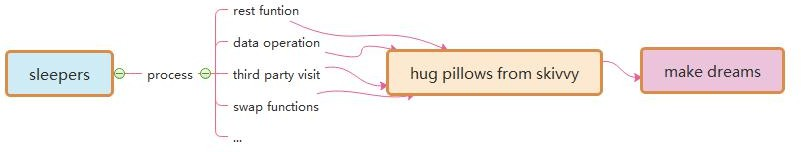 sleepers
process
rest funtion
data operation
third party visit
swap functions
...
hug pillows from skivvy
make dreams